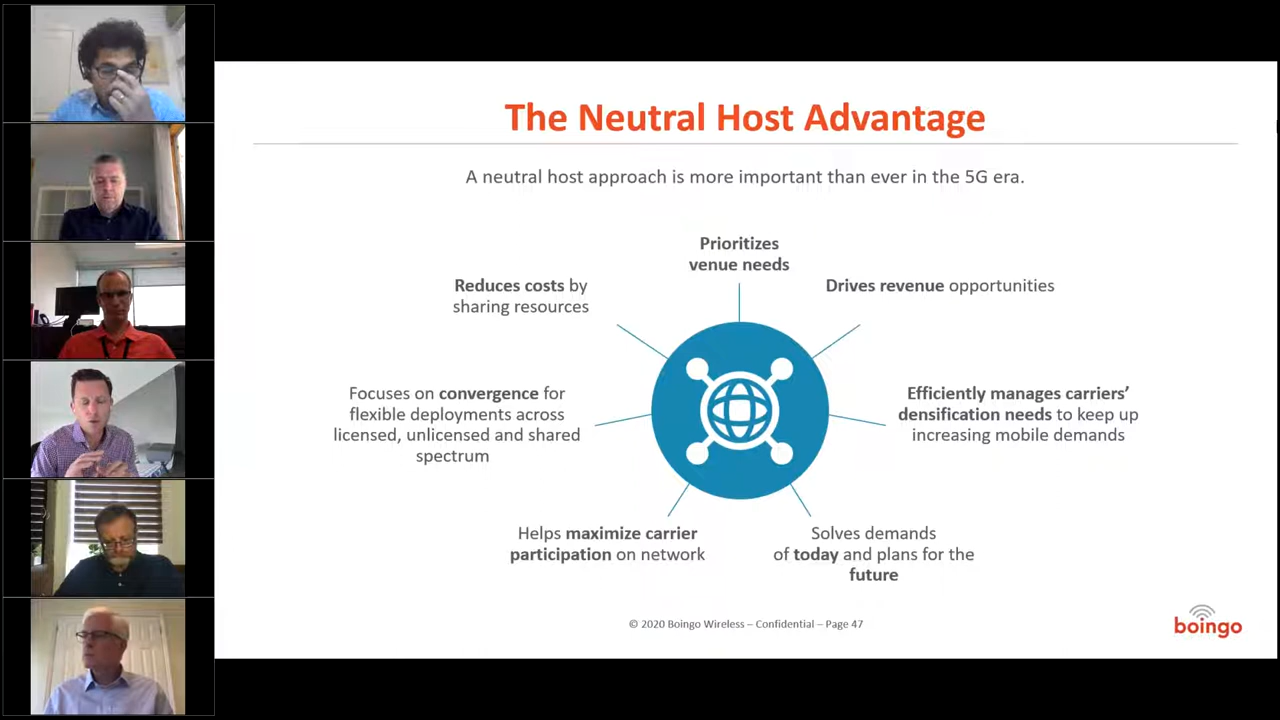 The Neutral Host Advantage
A neutral host approach is more important than ever in the 5G era.
Prioritizes
venue needs
Reduces costs by
sharing resources
Drives revenue opportunities
Focuses on convergence for
flexible deployments across
licensed, unlicensed and shared
spectrum
Efficiently manages carriers’
densification needs to keep up
increasing mobile demands
Helps maximize carrier
participation on network
Solves demands
of today and plans for the
future
© 2020 Boingo Wireless – Confidential – Page 47
boingo